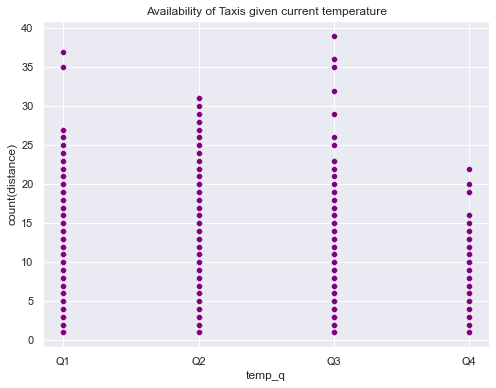 Availability of Taxis given current temperature
40
35
30
25
20
15
10
5
0
count(distance)
Q1 Q2 Q3 Q4
temp_q